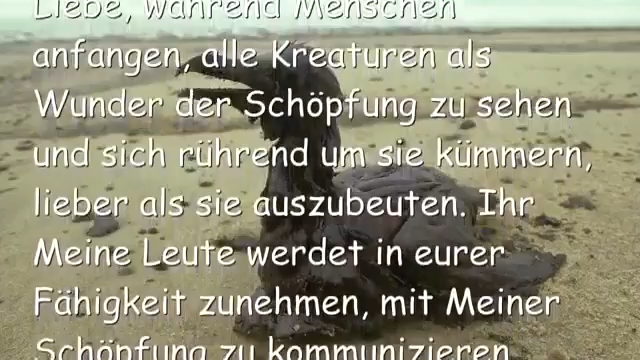 Liebe, während Menschen
anfangen, alle Kreaturen als
Wunder der Schöpfung zu sehen
und sich rührend um sie kümmern,
lieber als sie auszubeuten. Ihr
Meine Leute werdet in eurer
Fähigkeit zunehmen, mit Meiner
Schöpfung zu kommunizieren